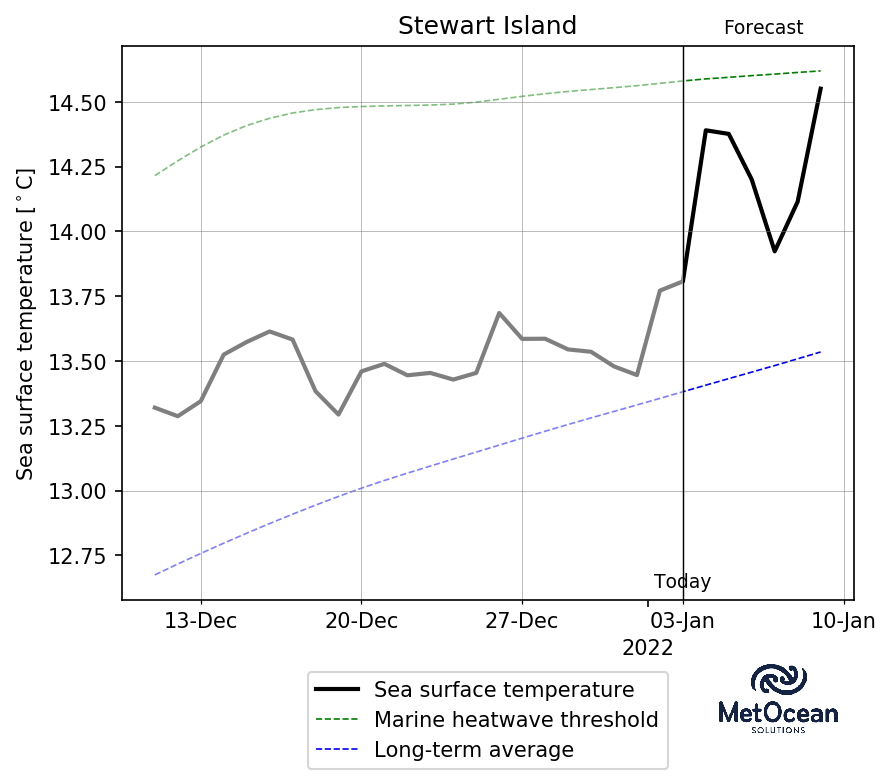 Stewart Island
Forecast
Sea surface temperature [°C]
14.50
14.25
14.00
13.75
13.50
13.25
13.00
12.75
Today
13-Dec 20-Dec 27-Dec 03-Jan 10-Jan
2022
Sea surface temperature
Marine heatwave threshold
Long-term average
MetOcean
SOLUTIONS